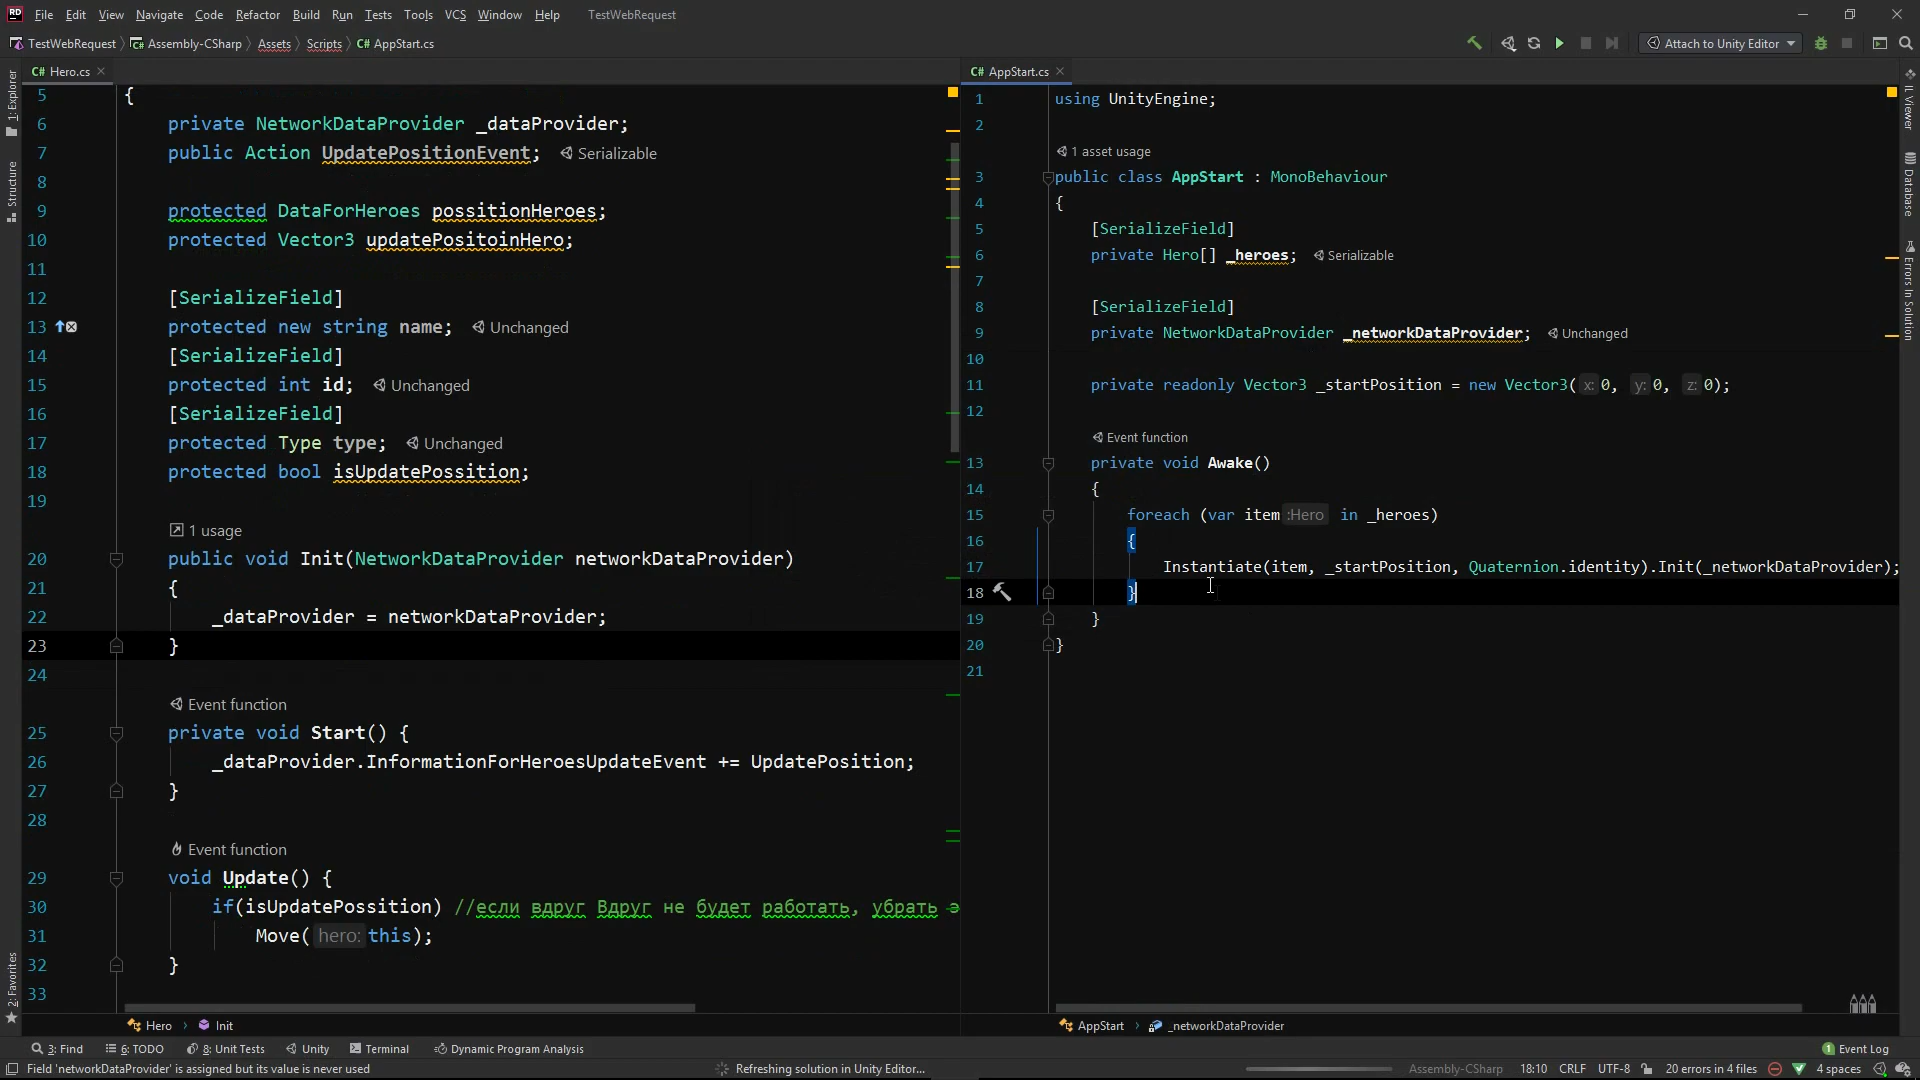 File Edit View Navigate Code Refactor Build Run Tests Tools VCS Window Help TestWebRequest
TestWebRequest Assembly-CSharp Assets Scripts C# AppStart.cs
Attach to Unity Editor
C# Hero.cs
5 {
6 private NetworkDataProvider _dataProvider;
7 public Action UpdatePositionEvent; Serializable
8
9 protected DataForHeroes possitionHeroes;
10 protected Vector3 updatePositoinHero;
11
12 [SerializeField]
13 protected new string name; Unchanged
14 [SerializeField]
15 protected int id; Unchanged
16 [SerializeField]
17 protected Type type; Unchanged
18 protected bool isUpdatePossition;
19
1 usage
20 public void Init(NetworkDataProvider networkDataProvider)
21 {
22 _dataProvider = networkDataProvider;
23 }
24
Event function
25 private void Start() {
26 _dataProvider.InformationForHeroesUpdateEvent += UpdatePosition;
27 }
28
Event function
29 void Update() {
30 if(isUpdatePossition) //если вдруг Вдруг не будет работать, убрать э
31 Move( hero: this);
32 }
33
Hero Init
C# AppStart.cs
1 using UnityEngine;
2
1 asset usage
3 public class AppStart : MonoBehaviour
4 {
5 [SerializeField]
6 private Hero[] _heroes; Serializable
7
8 [SerializeField]
9 private NetworkDataProvider _networkDataProvider; Unchanged
10
11 private readonly Vector3 _startPosition = new Vector3( x: 0, y: 0, z: 0);
12
Event function
13 private void Awake()
14 {
15 foreach (var item :Hero in _heroes)
16 {
17 Instantiate(item, _startPosition, Quaternion.identity).Init(_networkDataProvider);
18 }
19 }
20 }
21
AppStart _networkDataProvider
1: Explorer
Structure
2: Favorites
IL Viewer
Database
Errors In Solution
3: Find 6: TODO 8: Unit Tests Unity Terminal Dynamic Program Analysis 1 Event Log
Field 'networkDataProvider' is assigned but its value is never used Refreshing solution in Unity Editor... Assembly-CSharp 18:10 CRLF UTF-8 20 errors in 4 files 4 spaces